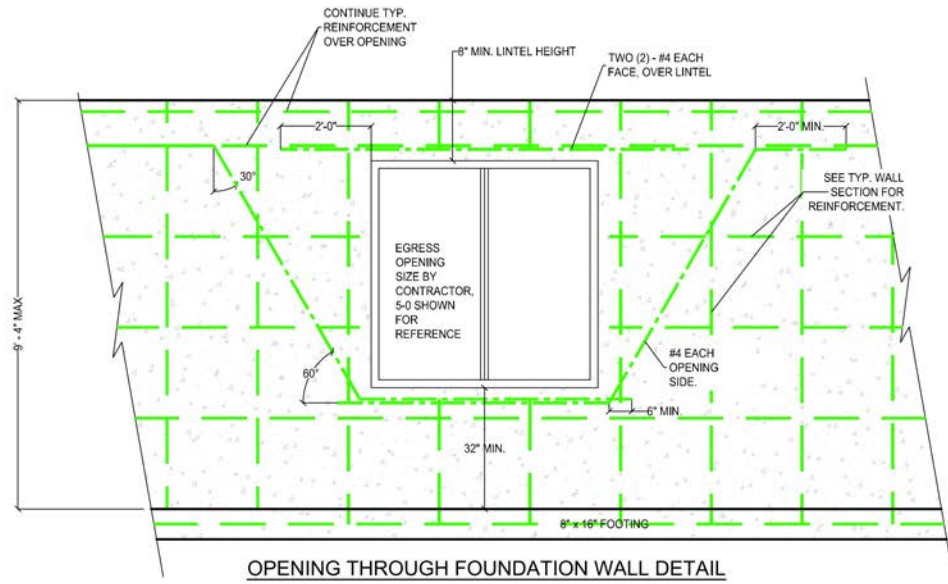 CONTINUE TYP.
REINFORCEMENT
OVER OPENING
8" MIN. LINTEL HEIGHT
TWO (2) - #4 EACH
FACE, OVER LINTEL
2'-0"
2'-0" MIN.
30°
SEE TYP. WALL
SECTION FOR
REINFORCEMENT.
EGRESS
OPENING
SIZE BY
CONTRACTOR,
5-0 SHOWN
FOR
REFERENCE
9' - 4" MAX
#4 EACH
OPENING
SIDE.
60°
6" MIN.
32" MIN.
8" x 16" FOOTING
OPENING THROUGH FOUNDATION WALL DETAIL